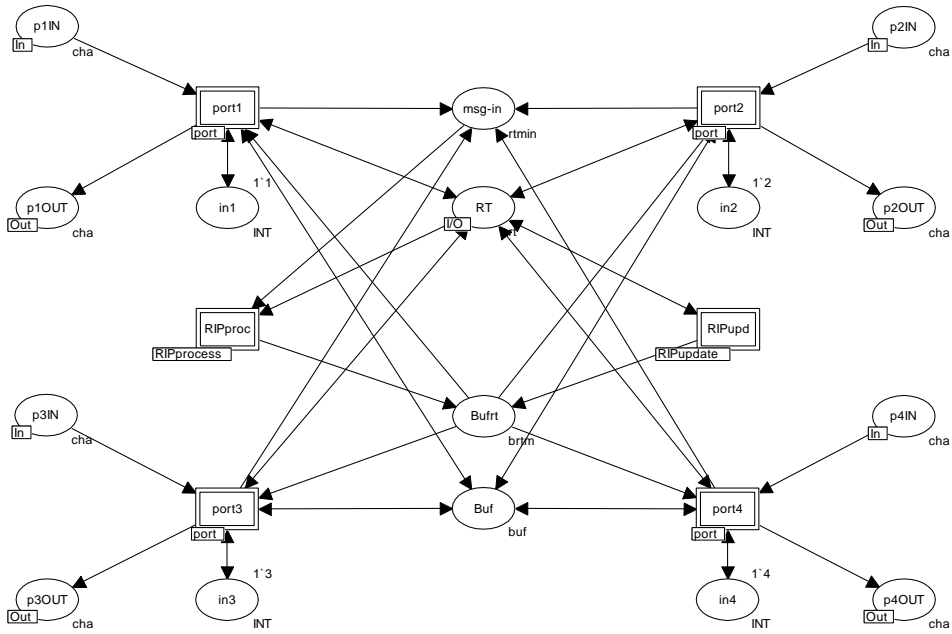 p1IN
In
cha
p2IN
In
cha
port1
port
msg-in
rtmin
port2
port
p1OUT
Out
cha
1`1
in1
INT
RT
I/O
rt
1`2
in2
INT
p2OUT
Out
cha
RIPproc
RIPprocess
RIPupd
RIPupdate
p3IN
In
cha
Bufrt
brtm
p4IN
In
cha
port3
port
Buf
buf
port4
port
p3OUT
Out
cha
1`3
in3
INT
1`4
in4
INT
p4OUT
Out
cha